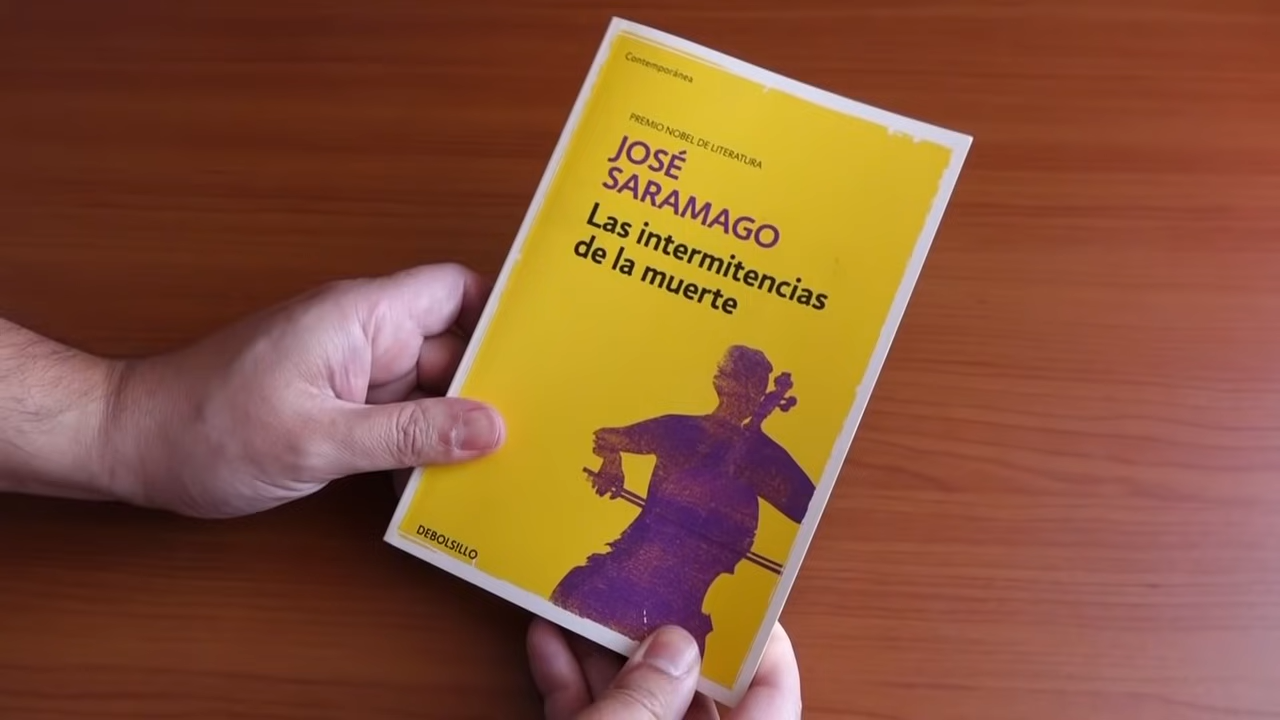 Contemporánea
PREMIO NOBEL DE LITERATURA
JOSÉ
SARAMAGO
Las intermitencias
de la muerte
DEBOLSILLO